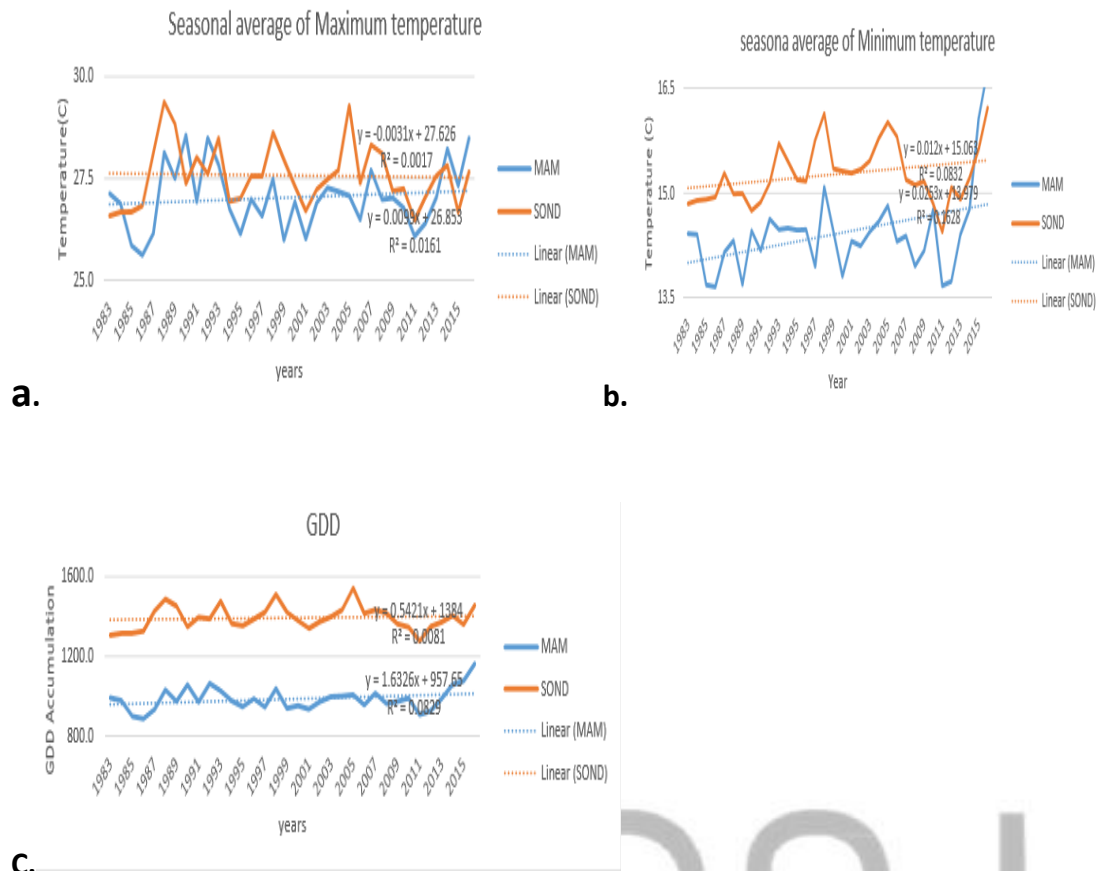 Seasonal average of Maximum temperature
Temperature(C)
30.0
27.5
25.0
y = -0.0031x + 27.626
R² = 0.0017
y = 0.0099x + 26.853
R² = 0.0161
1983 1985 1987 1989 1991 1993 1995 1997 1999 2001 2003 2005 2007 2009 2011 2013 2015
years
MAM
SOND
Linear (MAM)
Linear (SOND)
a.
seasona average of Minimum temperature
Temperature (C)
16.5
15.0
13.5
y = 0.012x + 15.063
R² = 0.0832
y = 0.0253x + 13.979
R² = 0.1628
1983 1985 1987 1989 1991 1993 1995 1997 1999 2001 2003 2005 2007 2009 2011 2013 2015
Year
MAM
SOND
Linear (MAM)
Linear (SOND)
b.
GDD
GDD Accumulation
1600.0
1200.0
800.0
y = 0.5421x + 1384
R² = 0.0081
y = 1.6326x + 957.65
R² = 0.0829
1983 1985 1987 1989 1991 1993 1995 1997 1999 2001 2003 2005 2007 2009 2011 2013 2015
years
MAM
SOND
Linear (MAM)
Linear (SOND)
c.